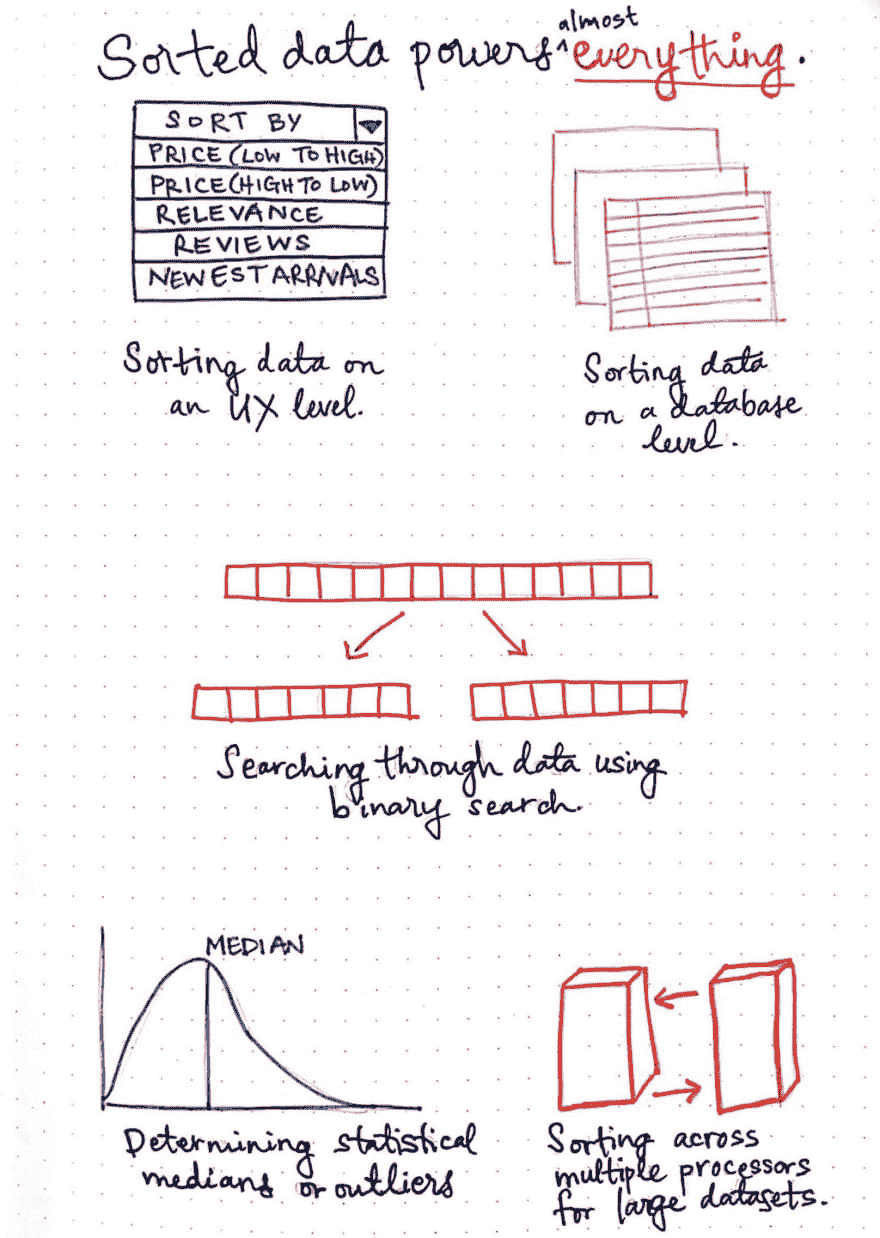 Sorted data powers ^almost everything.
SORT BY
PRICE (LOW TO HIGH)
PRICE (HIGH TO LOW)
RELEVANCE
REVIEWS
NEWEST ARRIVALS
Sorting data on
an UX level.
Sorting data
on a database
level.
Searching through data using
binary search.
MEDIAN
Determining statistical
medians or outliers
Sorting across
multiple processors
for large datasets.